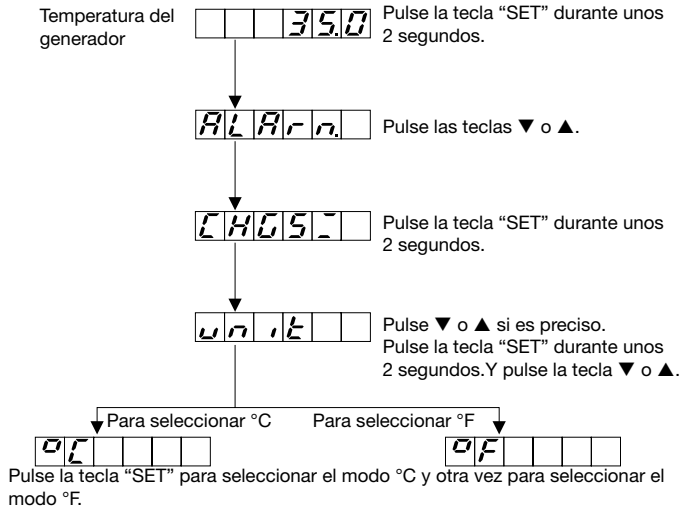 Temperatura del
generador
35.0
Pulse la tecla “SET” durante unos
2 segundos.
ALArn.
Pulse las teclas ▼ o ▲.
CHGS
Pulse la tecla “SET” durante unos
2 segundos.
unit
Pulse ▼ o ▲ si es preciso.
Pulse la tecla “SET” durante unos
2 segundos.Y pulse la tecla ▼ o ▲.
Para seleccionar °C
Para seleccionar °F
°C
°F
Pulse la tecla “SET” para seleccionar el modo °C y otra vez para seleccionar el
modo °F.